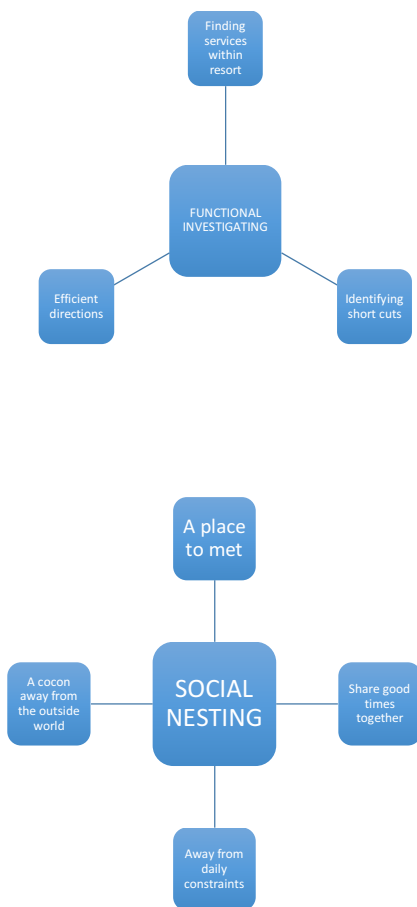 Finding
services
within
resort
FUNCTIONAL
INVESTIGATING
Efficient
directions
Identifying
short cuts
A place
to met
A cocon
away from
the outside
world
SOCIAL
NESTING
Share good
times
together
Away from
daily
constraints